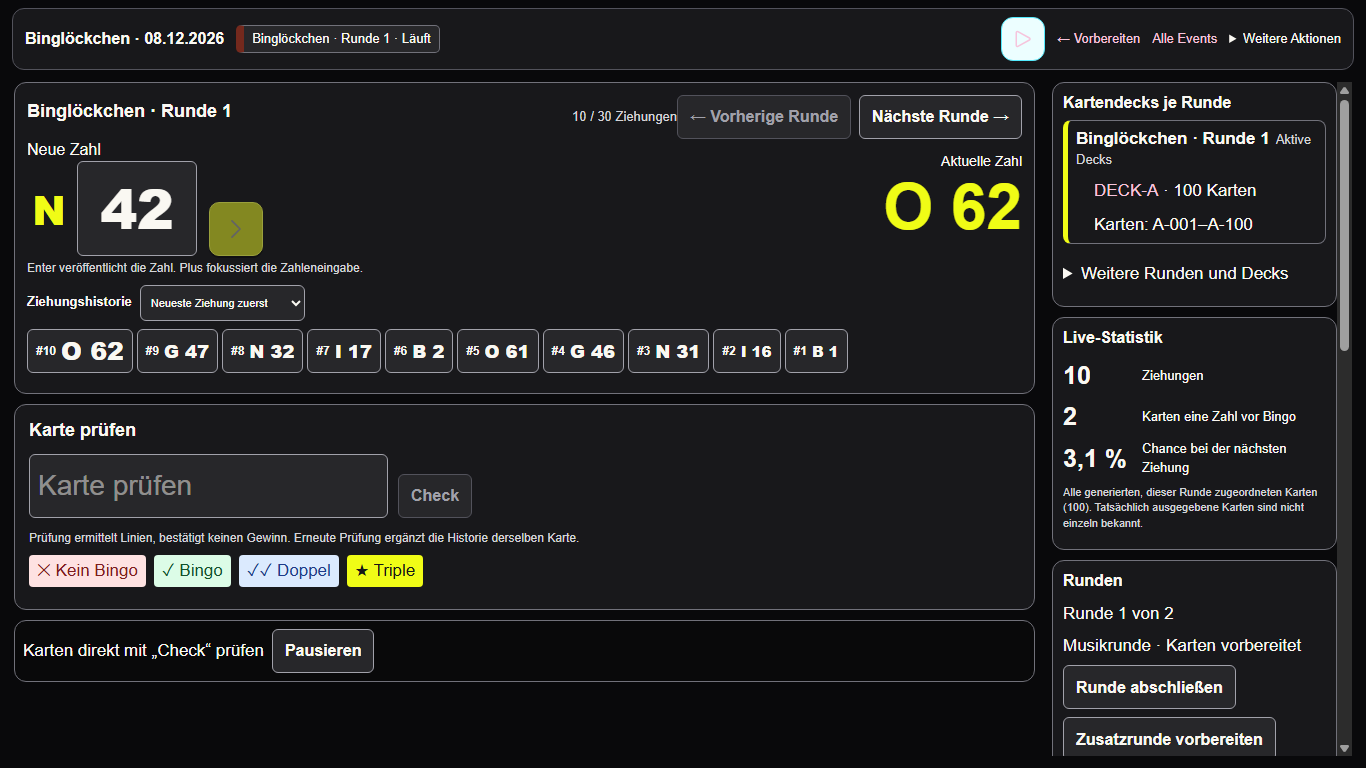 Binglöckchen · 08.12.2026
Binglöckchen · Runde 1 · Läuft
← Vorbereiten
Alle Events
▶ Weitere Aktionen
Binglöckchen · Runde 1
10 / 30 Ziehungen
← Vorherige Runde
Nächste Runde →
Neue Zahl
N 42
Aktuelle Zahl
O 62
Enter veröffentlicht die Zahl. Plus fokussiert die Zahleneingabe.
Ziehungshistorie
Neueste Ziehung zuerst
#10 O 62
#9 G 47
#8 N 32
#7 I 17
#6 B 2
#5 O 61
#4 G 46
#3 N 31
#2 I 16
#1 B 1
Karte prüfen
Karte prüfen
Check
Prüfung ermittelt Linien, bestätigt keinen Gewinn. Erneute Prüfung ergänzt die Historie derselben Karte.
✕ Kein Bingo
✓ Bingo
✓✓ Doppel
★ Triple
Karten direkt mit „Check“ prüfen
Pausieren
Kartendecks je Runde
Binglöckchen · Runde 1 Aktive
Decks
DECK-A · 100 Karten
Karten: A-001–A-100
▶ Weitere Runden und Decks
Live-Statistik
10 Ziehungen
2 Karten eine Zahl vor Bingo
3,1 % Chance bei der nächsten
Ziehung
Alle generierten, dieser Runde zugeordneten Karten
(100). Tatsächlich ausgegebene Karten sind nicht
einzeln bekannt.
Runden
Runde 1 von 2
Musikrunde · Karten vorbereitet
Runde abschließen
Zusatzrunde vorbereiten